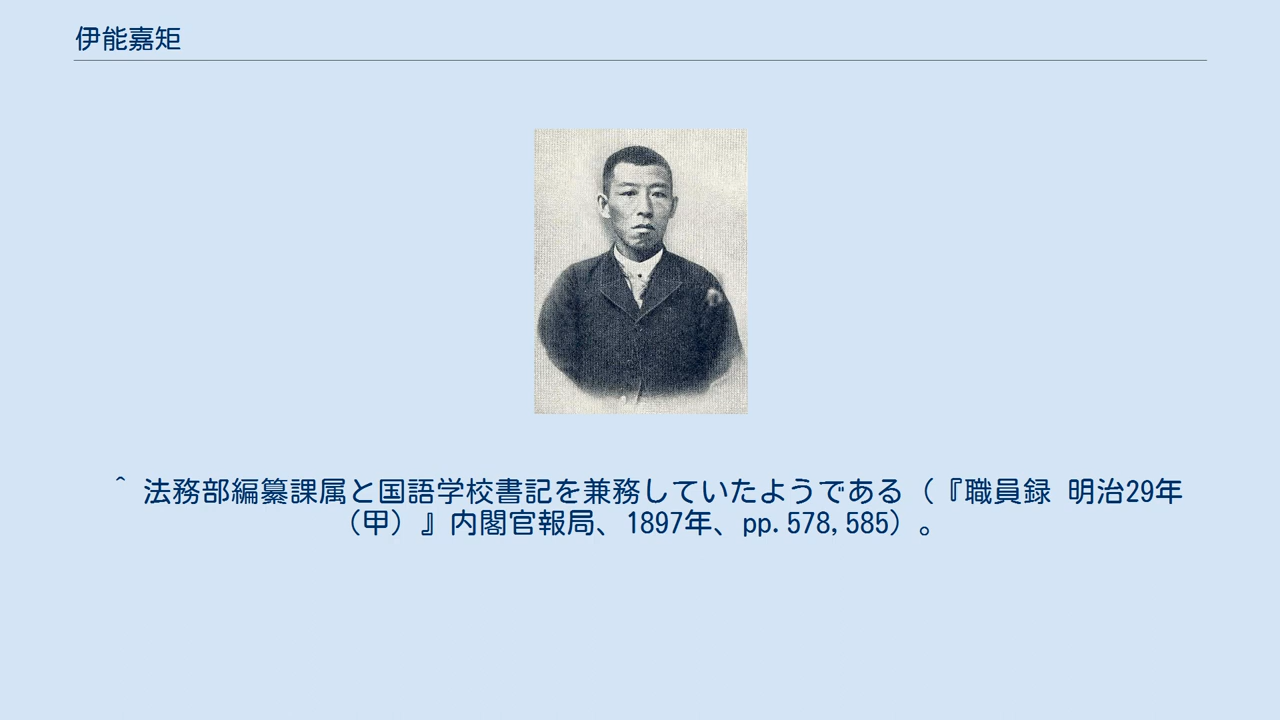 伊能嘉矩
^ 法務部編纂課属と国語学校書記を兼務していたようである（『職員録 明治29年
（甲）』内閣官報局、1897年、pp.578,585）。